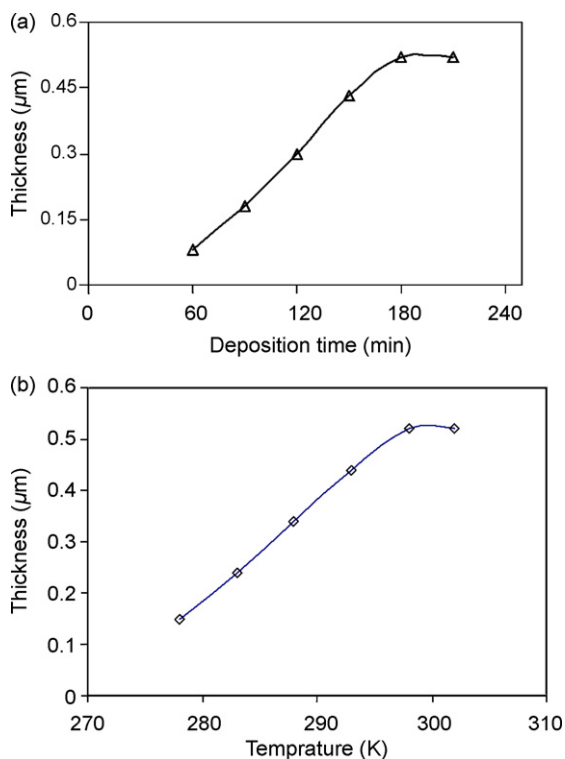 (a)
0.6
0.45
0.3
0.15
0
Thickness (µm)
0 60 120 180 240
Deposition time (min)
(b)
0.6
0.5
0.4
0.3
0.2
0.1
0
Thickness (µm)
270 280 290 300 310
Temprature (K)